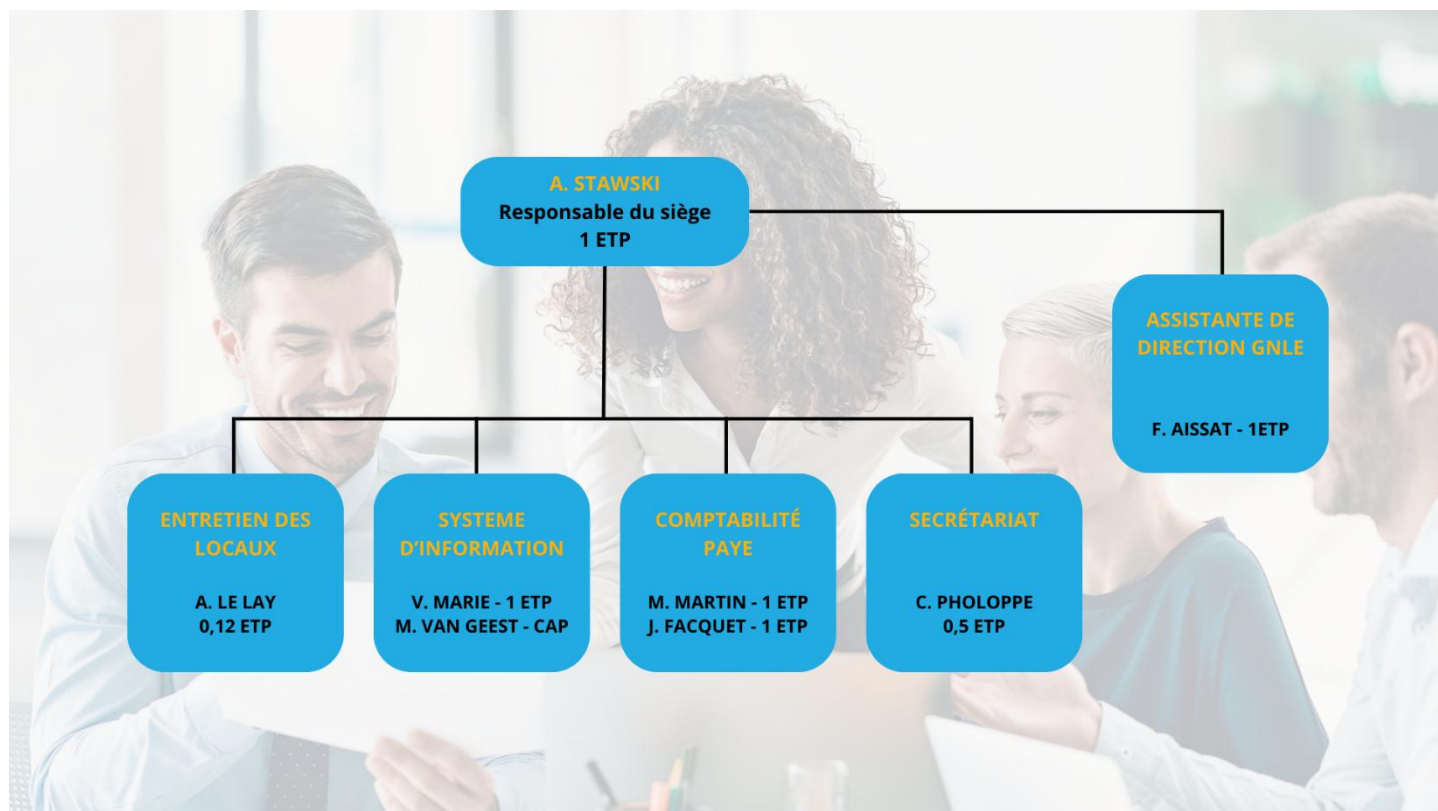 A. STAWSKI
Responsable du siège
1 ETP
ASSISTANTE DE
DIRECTION GNLE
F. AISSAT - 1ETP
ENTRETIEN DES
LOCAUX
A. LE LAY
0,12 ETP
SYSTEME
D'INFORMATION
V. MARIE - 1 ETP
M. VAN GEEST - CAP
COMPTABILITÉ
PAYE
M. MARTIN - 1 ETP
J. FACQUET - 1 ETP
SECRÉTARIAT
C. PHOLOPPE
0,5 ETP